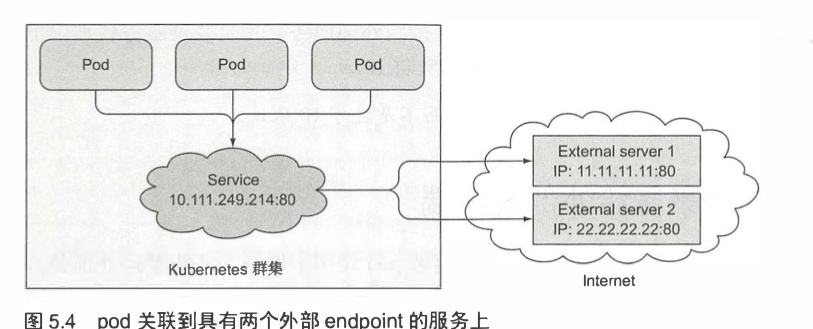 Pod
Pod
Pod
Service
10.111.249.214:80
Kubernetes 群集
External server 1
IP: 11.11.11.11:80
External server 2
IP: 22.22.22.22:80
Internet
图 5.4 pod 关联到具有两个外部 endpoint 的服务上